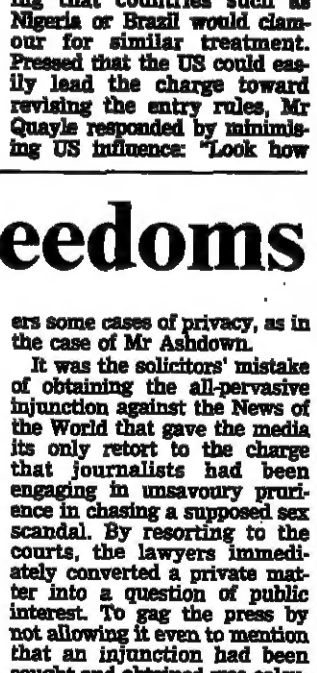 ing that countries such as
Nigeria or Brazil would clam-
our for similar treatment.
Pressed that the US could eas-
ily lead the charge toward
revising the entry rules, Mr
Quayle responded by minimis-
ing US influence: "Look how
eedoms
ers some cases of privacy, as in
the case of Mr Ashdown.
It was the solicitors' mistake
of obtaining the all-pervasive
injunction against the News of
the World that gave the media
its only retort to the charge
that journalists had been
engaging in unsavoury pruri-
ence in chasing a supposed sex
scandal. By resorting to the
courts, the lawyers immedi-
ately converted a private mat-
ter into a question of public
interest. To gag the press by
not allowing it even to mention
that an injunction had been
sought and obtained was